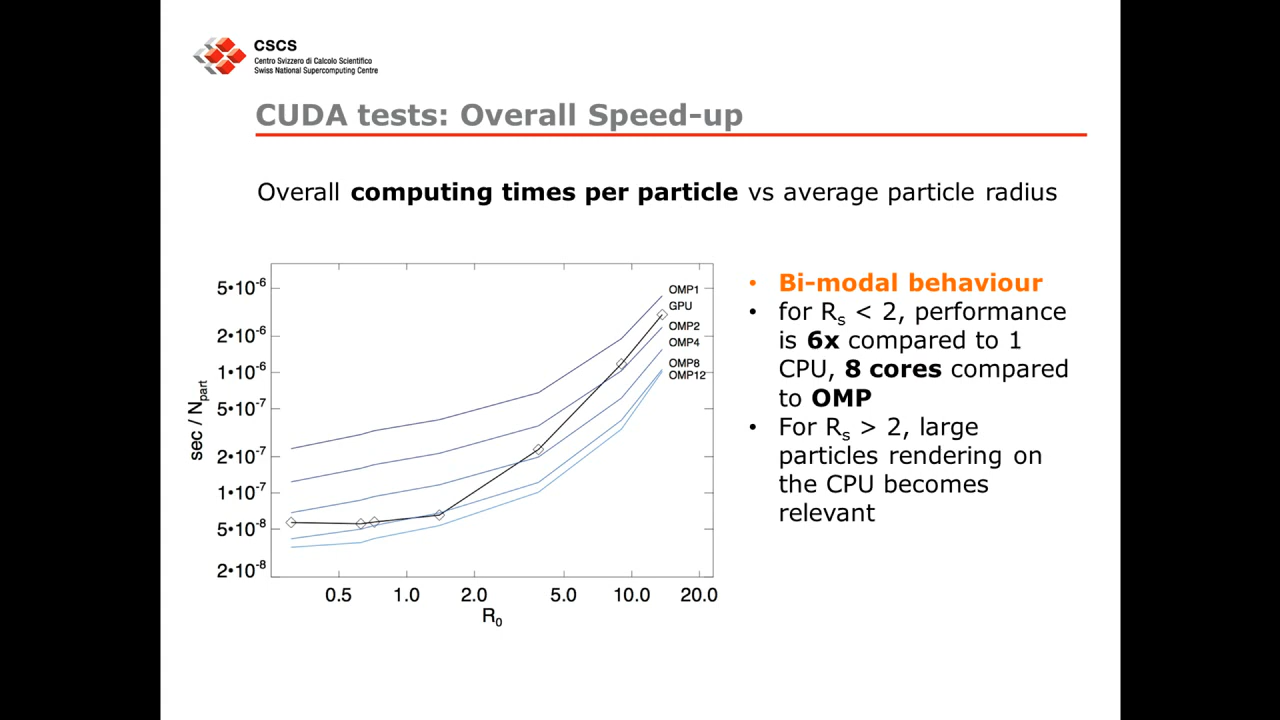 CSCS
Centro Svizzero di Calcolo Scientifico
Swiss National Supercomputing Centre
CUDA tests: Overall Speed-up
Overall computing times per particle vs average particle radius
5•10⁻⁶
2•10⁻⁶
1•10⁻⁶
5•10⁻⁷
2•10⁻⁷
1•10⁻⁷
5•10⁻⁸
2•10⁻⁸
sec / Npart
OMP1
GPU
OMP2
OMP4
OMP8
OMP12
0.5 1.0 2.0 5.0 10.0 20.0
R₀
• Bi-modal behaviour
• for Rs < 2, performance
is 6x compared to 1
CPU, 8 cores compared
to OMP
• For Rs > 2, large
particles rendering on
the CPU becomes
relevant